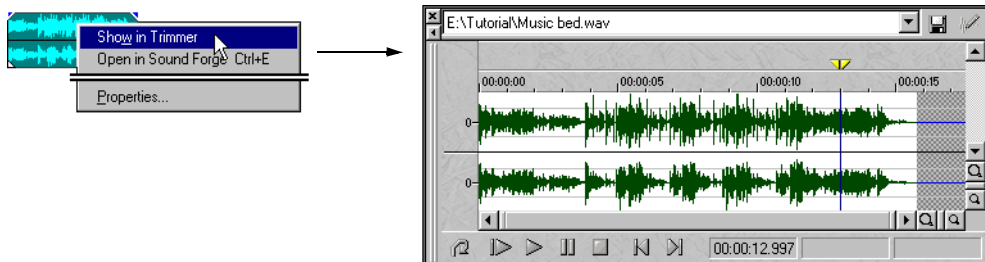 Show in Trimmer
Open in Sound Forge Ctrl+E
Properties...
E:\Tutorial\Music bed.wav
00:00:00 00:00:05 00:00:10 00:00:15
0
0
00:00:12.997